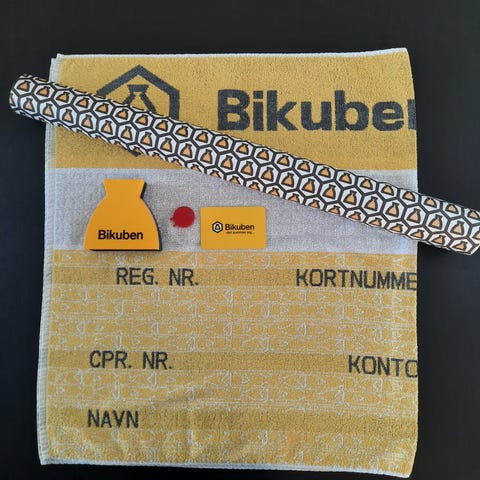 Bikuben
Bikuben
Bikuben
REG. NR. KORTNUMME
CPR. NR. KONTO
NAVN